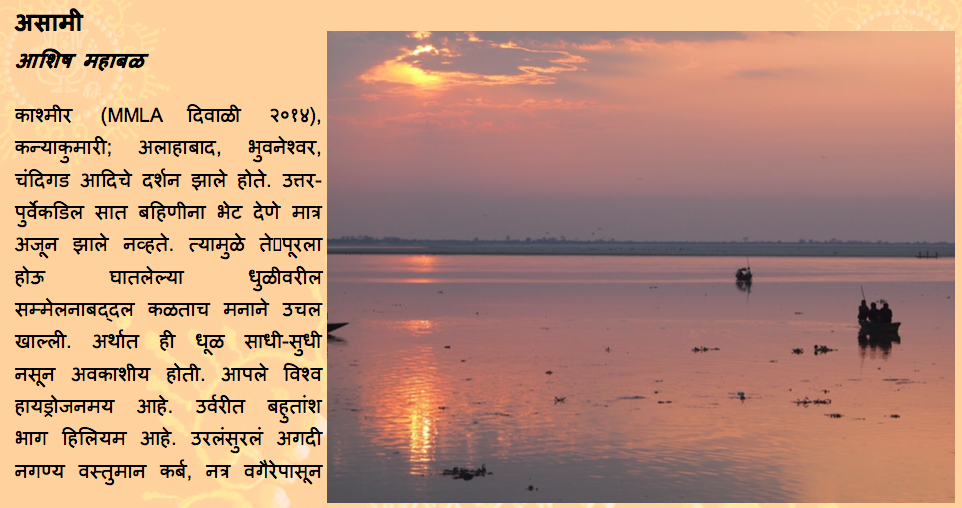 असामी
आशिष महाबळ
काश्मीर (MMLA दिवाळी २०१४),
कन्याकुमारी; अलाहाबाद, भुवनेश्वर,
चंदिगड आदिचे दर्शन झाले होते. उत्तर-
पुर्वेकडिल सात बहिणीना भेट देणे मात्र
अजून झाले नव्हते. त्यामुळे ते▯पूरला
होऊ घातलेल्या धुळीवरील
सम्मेलनाबद्दल कळताच मनाने उचल
खाल्ली. अर्थात ही धूळ साधी-सुधी
नसून अवकाशीय होती. आपले विश्व
हायड्रोजनमय आहे. उर्वरीत बहुतांश
भाग हिलियम आहे. उरलंसुरलं अगदी
नगण्य वस्तुमान कर्ब, नत्र वगैरेपासून